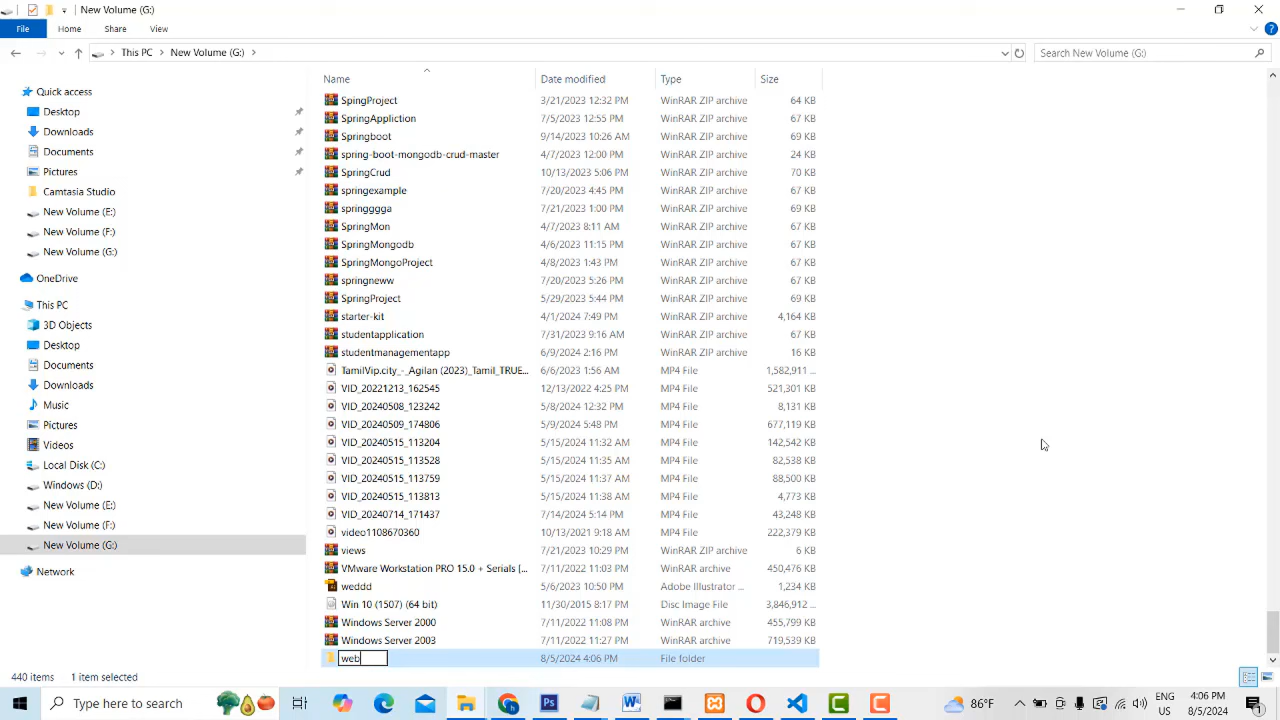 New Volume (G:)
File Home Share View
This PC New Volume (G:) Search New Volume (G:)
Name Date modified Type Size
Quick access
Desktop
Downloads
Documents
Pictures
Camtasia Studio
New Volume (E:)
New Volume (F:)
New Volume (G:)
OneDrive
This PC
3D Objects
Desktop
Documents
Downloads
Music
Pictures
Videos
Local Disk (C:)
Windows (D:)
New Volume (E:)
New Volume (F:)
New Volume (G:)
Network
SpingProject 3/21/2023 12:32 PM WinRAR ZIP archive 64 KB
SpringAppliction 7/5/2023 12:55 PM WinRAR ZIP archive 67 KB
Springboot 9/14/2023 10:26 AM WinRAR ZIP archive 69 KB
spring-boot-mongodb-crud-master 4/7/2023 12:00 PM WinRAR ZIP archive 24 KB
SpringCrud 10/13/2023 5:06 PM WinRAR ZIP archive 70 KB
springexample 7/20/2023 4:45 PM WinRAR ZIP archive 67 KB
springggga 7/21/2023 1:00 PM WinRAR ZIP archive 69 KB
SpringMon 4/7/2023 8:11 AM WinRAR ZIP archive 67 KB
SpringMongodb 4/6/2023 11:15 PM WinRAR ZIP archive 67 KB
SpringMongoProject 4/8/2023 1:43 PM WinRAR ZIP archive 67 KB
springneww 7/20/2023 5:26 PM WinRAR ZIP archive 67 KB
SpringProject 5/29/2023 5:44 PM WinRAR ZIP archive 69 KB
starter-kit 4/1/2024 7:49 PM WinRAR ZIP archive 4,164 KB
studentapplication 7/31/2023 9:16 AM WinRAR ZIP archive 67 KB
studentmanagementapp 6/9/2024 2:16 PM WinRAR ZIP archive 16 KB
TamilVip.city_-_Agilan (2023)_Tamil_TRUE... 6/6/2023 1:56 AM MP4 File 1,582,911 ...
VID_20221213_162545 12/13/2022 4:25 PM MP4 File 521,301 KB
VID_20240508_123242 5/8/2024 12:32 PM MP4 File 8,131 KB
VID_20240509_174806 5/9/2024 5:48 PM MP4 File 677,119 KB
VID_20240515_113204 5/15/2024 11:32 AM MP4 File 142,542 KB
VID_20240515_113528 5/15/2024 11:35 AM MP4 File 82,538 KB
VID_20240515_113759 5/15/2024 11:37 AM MP4 File 88,500 KB
VID_20240515_113813 5/15/2024 11:38 AM MP4 File 4,773 KB
VID_20240714_171437 7/14/2024 5:14 PM MP4 File 43,248 KB
video1108670360 10/13/2021 9:18 AM MP4 File 222,379 KB
views 7/21/2023 10:29 PM WinRAR ZIP archive 6 KB
VMware Workstation PRO 15.0 + Serials (... 7/11/2022 11:03 PM WinRAR archive 450,476 KB
weddd 5/6/2023 10:50 PM Adobe Illustrator ... 1,234 KB
Win 10 (1507) (64 bit) 11/30/2015 8:17 PM Disc Image File 3,846,912 ...
Windows Server 2000 7/11/2022 11:08 PM WinRAR archive 455,799 KB
Windows Server 2003 7/11/2022 11:27 PM WinRAR archive 719,539 KB
web 8/5/2024 4:06 PM File folder
440 items 1 item selected
Type here to search
86°F ENG 4:06 PM
US 8/5/2024